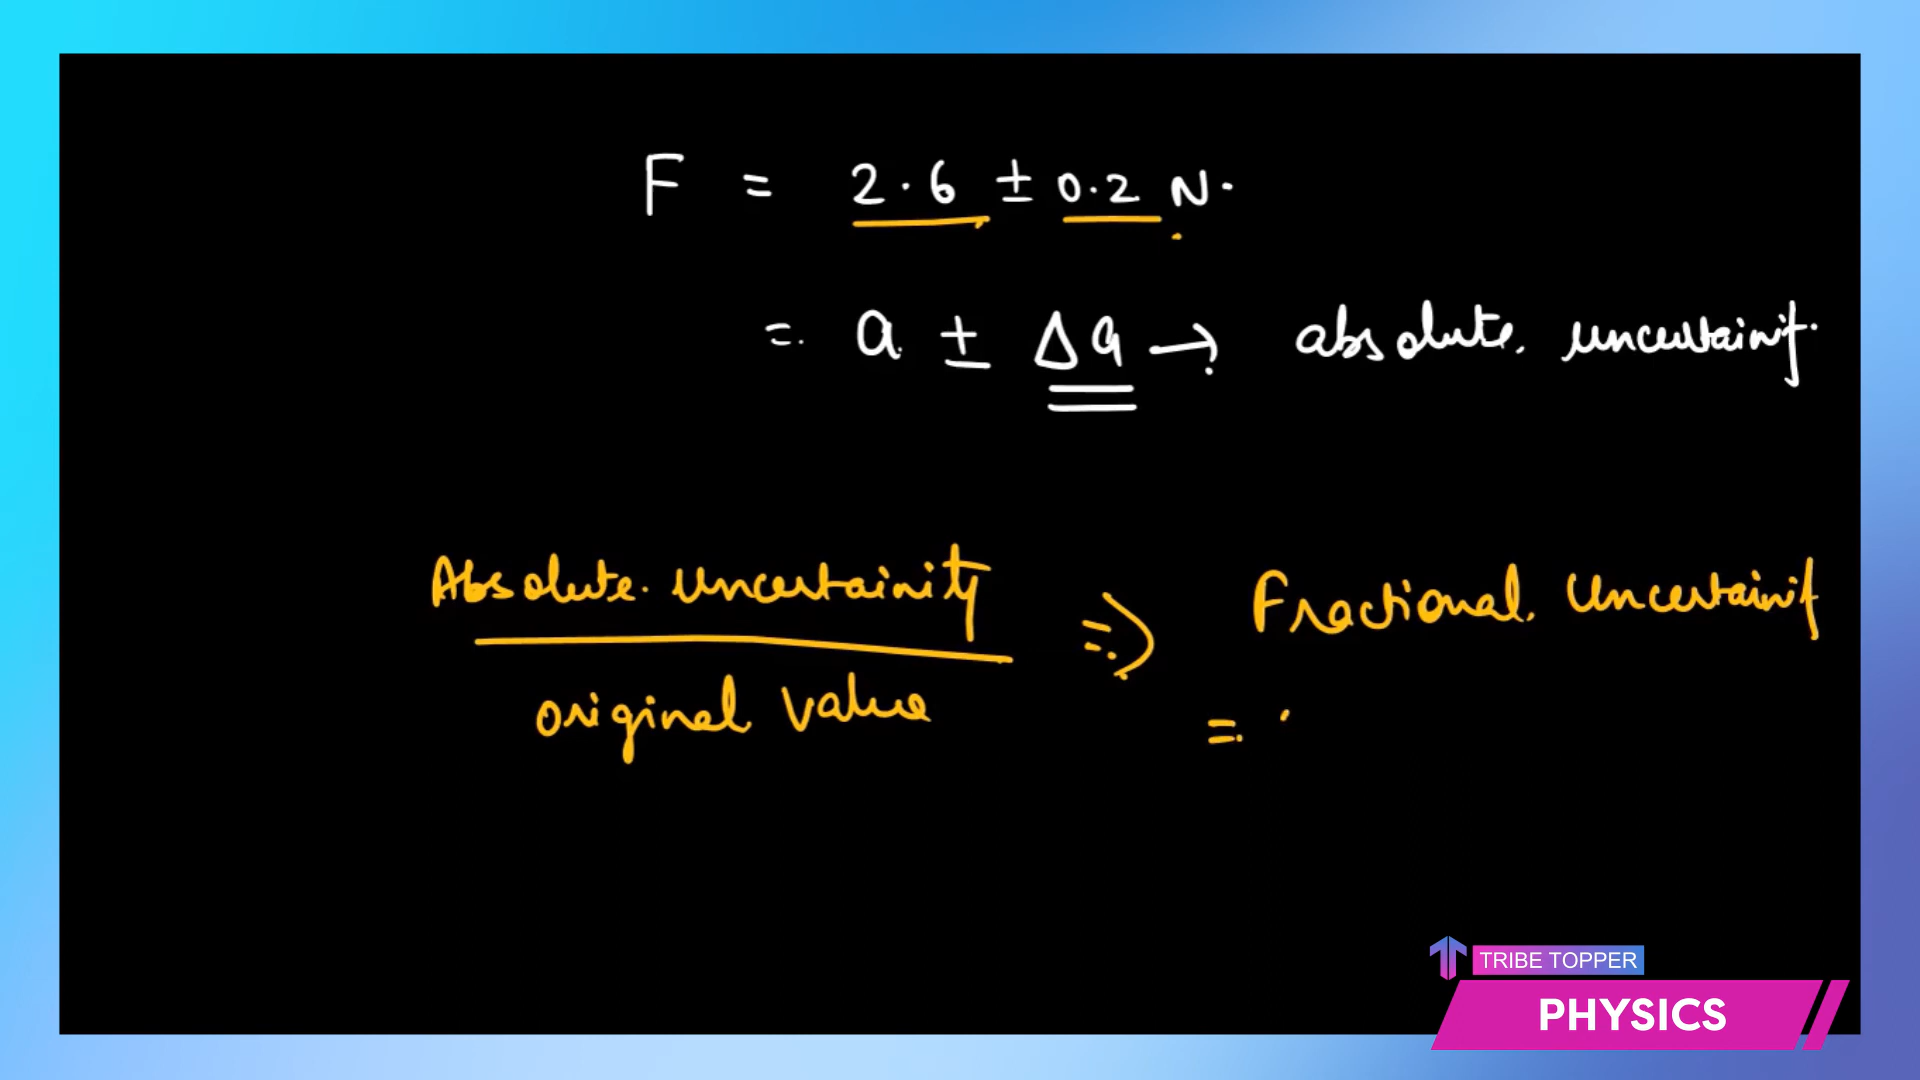 F = 2.6 ± 0.2 N.
= a ± Δa → absolute uncertainity
Absolute uncertainity ⇒ Fractional Uncertainity
original value =
TRIBE TOPPER
PHYSICS